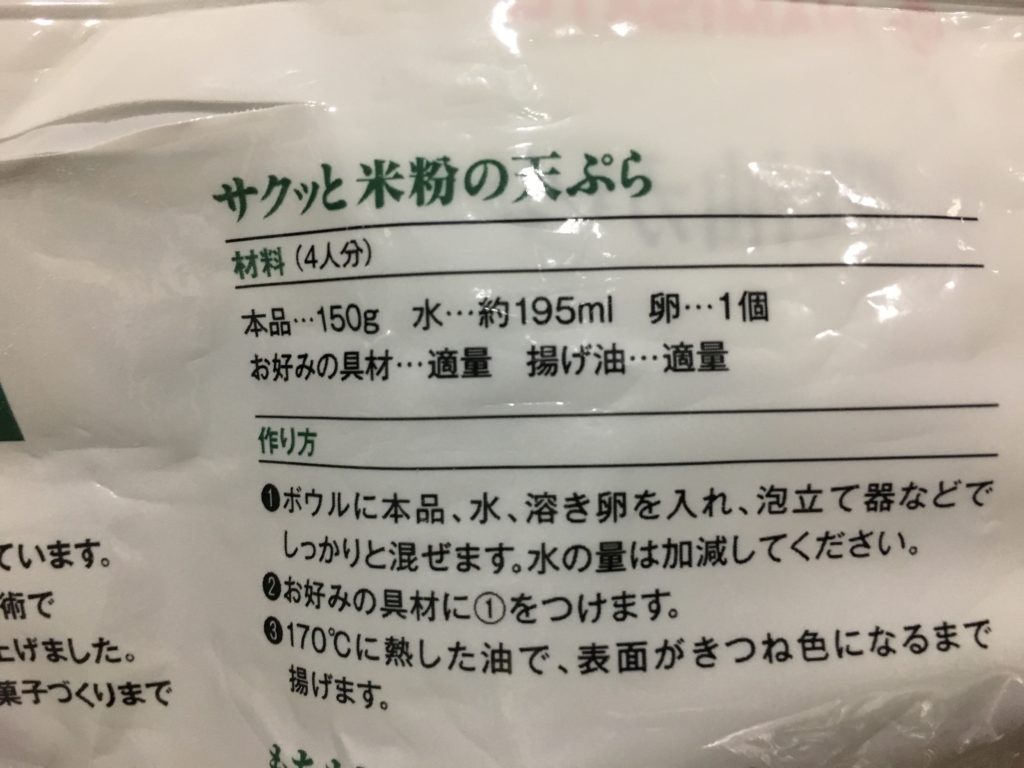 サクッと米粉の天ぷら
材料（4人分）
本品…150g　水…約195ml　卵…1個
お好みの具材…適量　揚げ油…適量
作り方
❶ボウルに本品、水、溶き卵を入れ、泡立て器などで
しっかりと混ぜます。水の量は加減してください。
❷お好みの具材に①をつけます。
❸170℃に熱した油で、表面がきつね色になるまで
揚げます。
ています。
術で
上げました。
菓子づくりまで